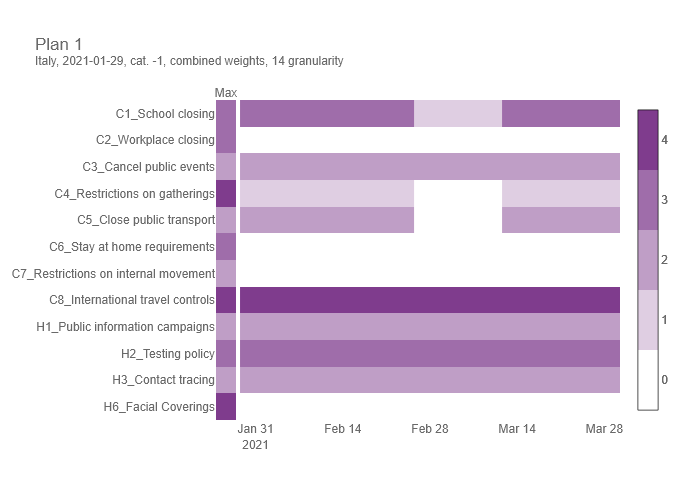 Plan 1
Italy, 2021-01-29, cat. -1, combined weights, 14 granularity
Max
C1_School closing
C2_Workplace closing
C3_Cancel public events
C4_Restrictions on gatherings
C5_Close public transport
C6_Stay at home requirements
C7_Restrictions on internal movement
C8_International travel controls
H1_Public information campaigns
H2_Testing policy
H3_Contact tracing
H6_Facial Coverings
Jan 31 Feb 14 Feb 28 Mar 14 Mar 28
2021
4
3
2
1
0